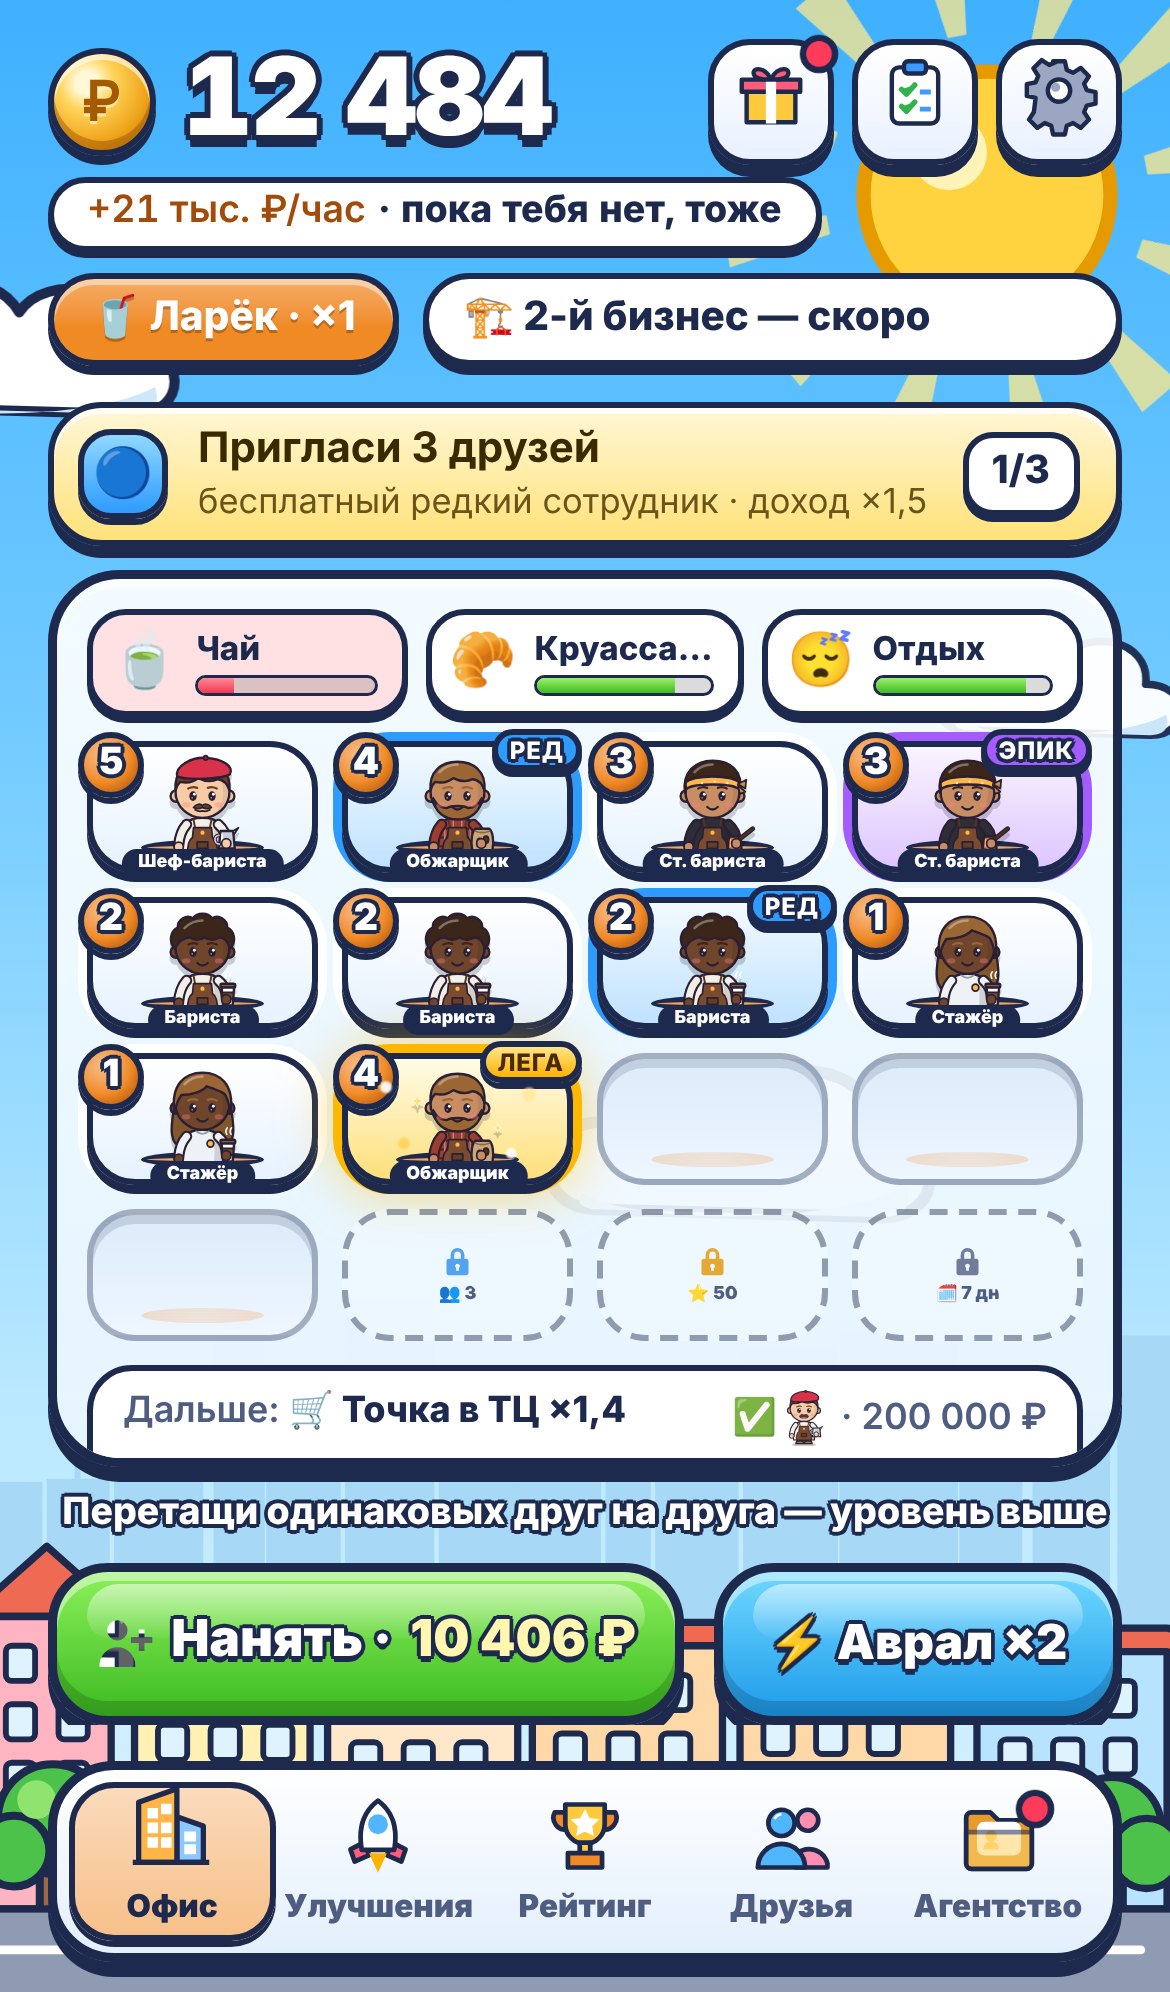 ₽ 12 484
+21 тыс. ₽/час · пока тебя нет, тоже
Ларёк · ×1
2-й бизнес — скоро
Пригласи 3 друзей
бесплатный редкий сотрудник · доход ×1,5
1/3
Чай
Круасса...
Отдых
5 Шеф-бариста
4 РЕД Обжарщик
3 Ст. бариста
3 ЭПИК Ст. бариста
2 Бариста
2 Бариста
2 РЕД Бариста
1 Стажёр
1 Стажёр
4 ЛЕГА Обжарщик
3
50
7 дн
Дальше: Точка в ТЦ ×1,4
· 200 000 ₽
Перетащи одинаковых друг на друга — уровень выше
Нанять · 10 406 ₽
Аврал ×2
Офис
Улучшения
Рейтинг
Друзья
Агентство